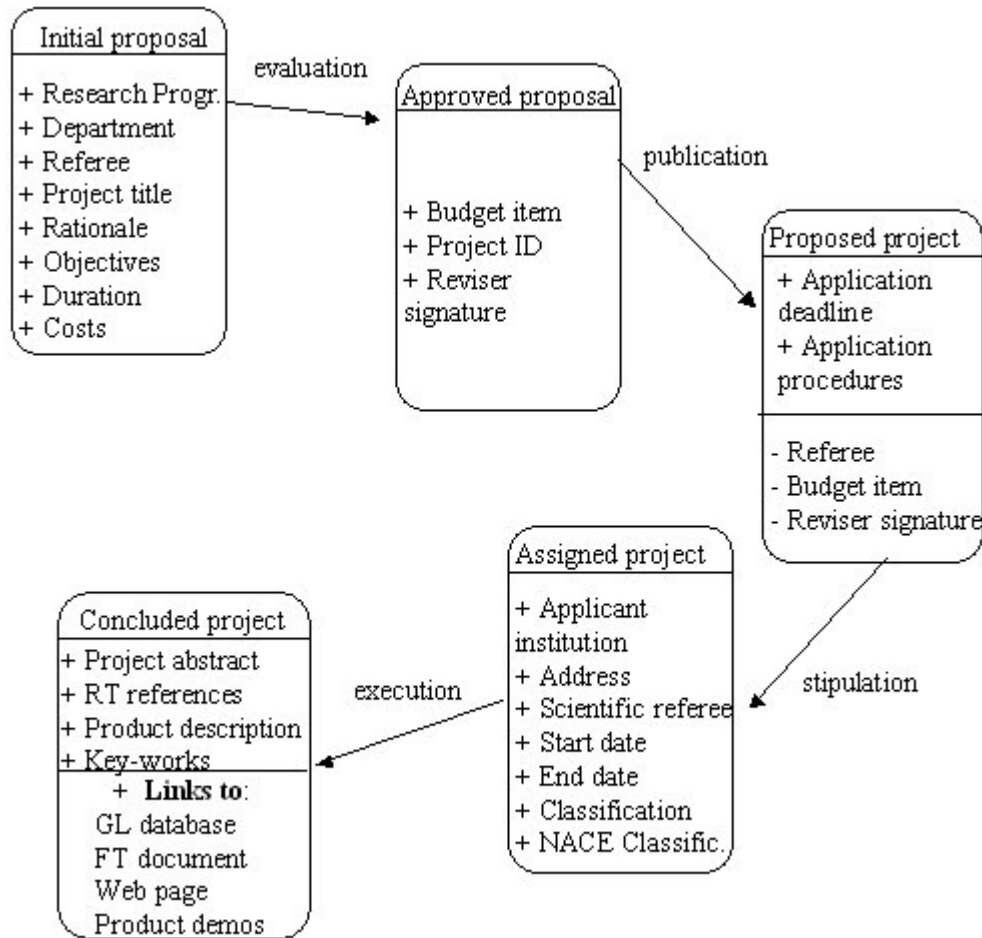 Initial proposal
+ Research Progr.
+ Department
+ Referee
+ Project title
+ Rationale
+ Objectives
+ Duration
+ Costs
evaluation
Approved proposal
+ Budget item
+ Project ID
+ Reviser
signature
publication
Proposed project
+ Application
deadline
+ Application
procedures
- Referee
- Budget item
- Reviser signature
stipulation
Assigned project
+ Applicant
institution
+ Address
+ Scientific referee
+ Start date
+ End date
+ Classification
+ NACE Classific.
execution
Concluded project
+ Project abstract
+ RT references
+ Product description
+ Key-works
+ Links to:
GL database
FT document
Web page
Product demos